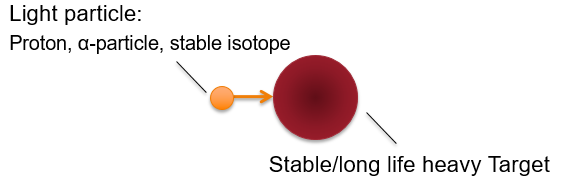 Light particle:
Proton, α-particle, stable isotope
Stable/long life heavy Target